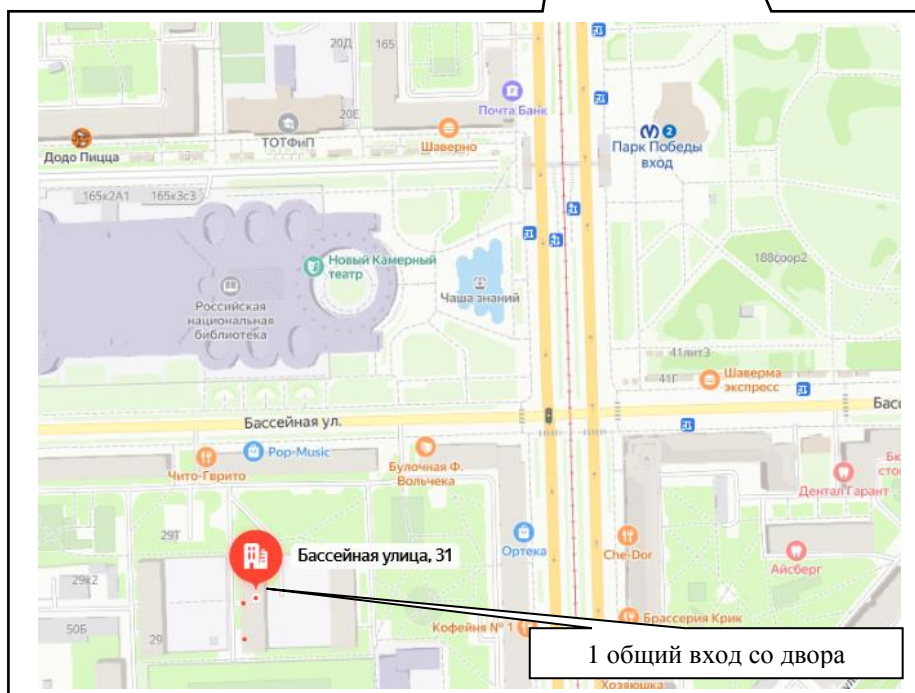 20Д
165
Почта Банк
20Е
ТОТФиП
Шаверно
Додо Пицца
2
Парк Победы
вход
165к2А1
165к3с3
Новый Камерный
театр
188соор2
Чаша знаний
Российская
национальная
библиотека
41лит3
41Г
Шаверма
экспресс
Бассейная ул.
Pop-Music
Чито-Гврито
Булочная Ф.
Вольчека
Дентал Гарант
29Т
Бассейная улица, 31
Ортека
Che-Dor
Айсберг
29к2
50Б
29
Кофейня № 1
Брассерия Крик
1 общий вход со двора
Хозяюшка